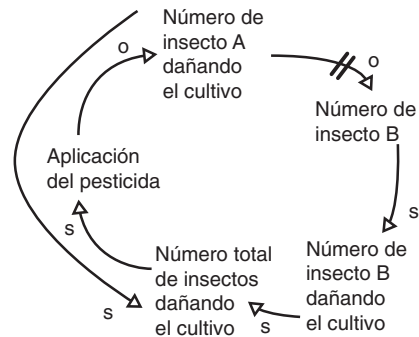 Número de
insecto A
dañando
el cultivo
o
o
Número de
insecto B
s
Número de
insecto B
dañando
el cultivo
s
Número total
de insectos
dañando
el cultivo
s
s
Aplicación
del pesticida